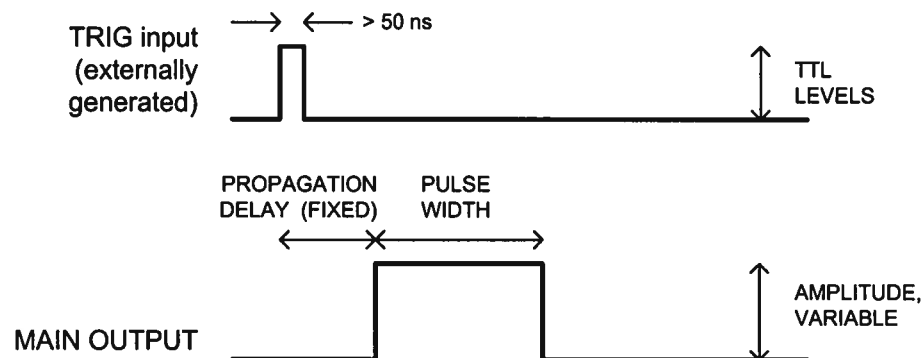 TRIG input
(externally
generated)
> 50 ns
TTL
LEVELS
PROPAGATION
DELAY (FIXED)
PULSE
WIDTH
MAIN OUTPUT
AMPLITUDE,
VARIABLE